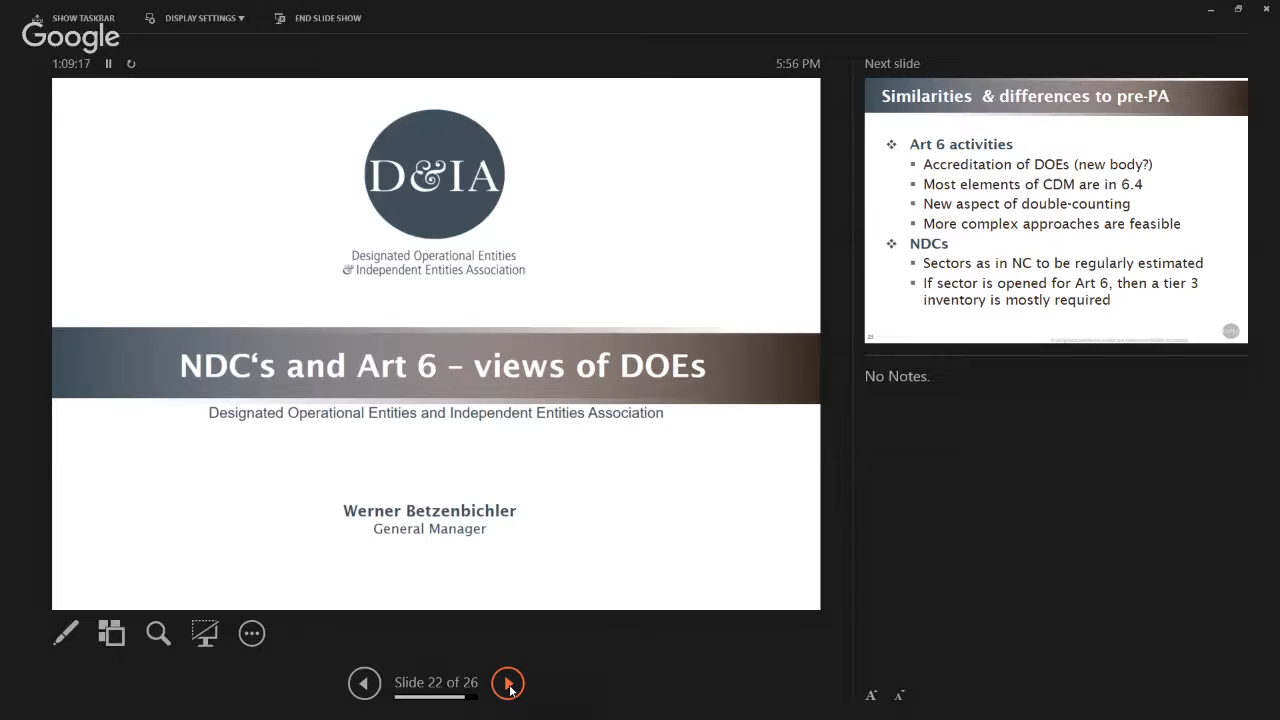 SHOW TASKBAR
DISPLAY SETTINGS ▾
END SLIDE SHOW
Google
1:09:17
5:56 PM
D&IA
Designated Operational Entities
& Independent Entities Association
NDC‘s and Art 6 – views of DOEs
Designated Operational Entities and Independent Entities Association
Werner Betzenbichler
General Manager
Slide 22 of 26
Next slide
Similarities & differences to pre-PA
❖ Art 6 activities
▪ Accreditation of DOEs (new body?)
▪ Most elements of CDM are in 6.4
▪ New aspect of double-counting
▪ More complex approaches are feasible
❖ NDCs
▪ Sectors as in NC to be regularly estimated
▪ If sector is opened for Art 6, then a tier 3
inventory is mostly required
No Notes.
A
A